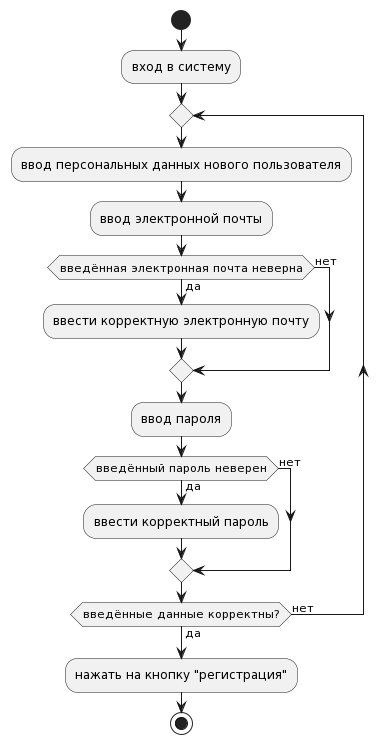 вход в систему
ввод персональных данных нового пользователя
ввод электронной почты
введённая электронная почта неверна
нет
да
ввести корректную электронную почту
ввод пароля
введённый пароль неверен
нет
да
ввести корректный пароль
введённые данные корректны?
нет
да
нажать на кнопку "регистрация"